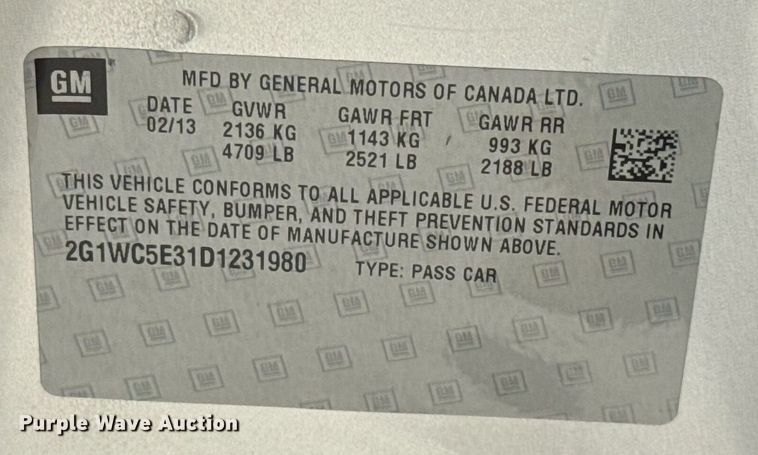 GM
MFD BY GENERAL MOTORS OF CANADA LTD.
DATE GVWR GAWR FRT GAWR RR
02/13 2136 KG 1143 KG 993 KG
4709 LB 2521 LB 2188 LB
THIS VEHICLE CONFORMS TO ALL APPLICABLE U.S. FEDERAL MOTOR
VEHICLE SAFETY, BUMPER, AND THEFT PREVENTION STANDARDS IN
EFFECT ON THE DATE OF MANUFACTURE SHOWN ABOVE.
2G1WC5E31D1231980 TYPE: PASS CAR
Purple Wave Auction